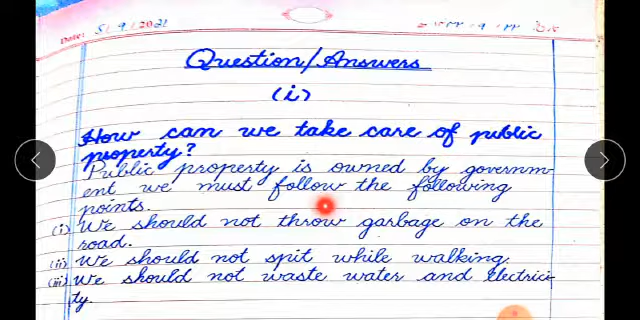 Date: 5/9/2021
Question/Answers
(i)
How can we take care of public
property?
Public property is owned by governm-
ent we must follow the following
points.
(i) We should not throw garbage on the
road.
(ii) We should not spit while walking.
(iii) We should not waste water and electrici-
ty.